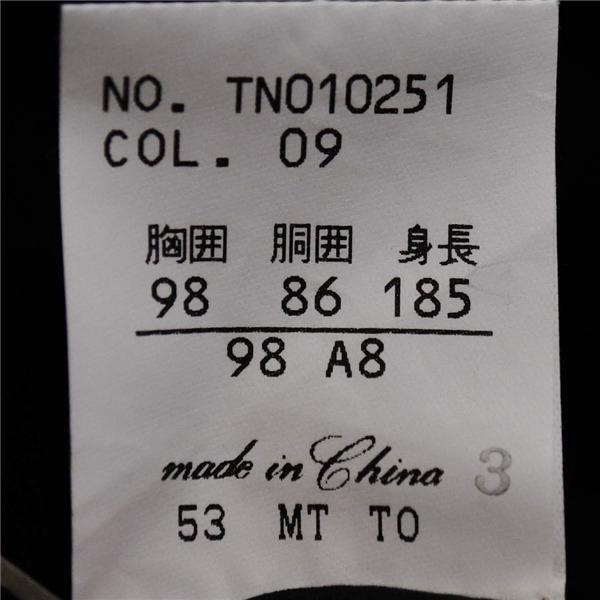 NO. TN010251
COL. 09
胸囲 胴囲 身長
98 86 185
98 A8
made in China 3
53 MT TO